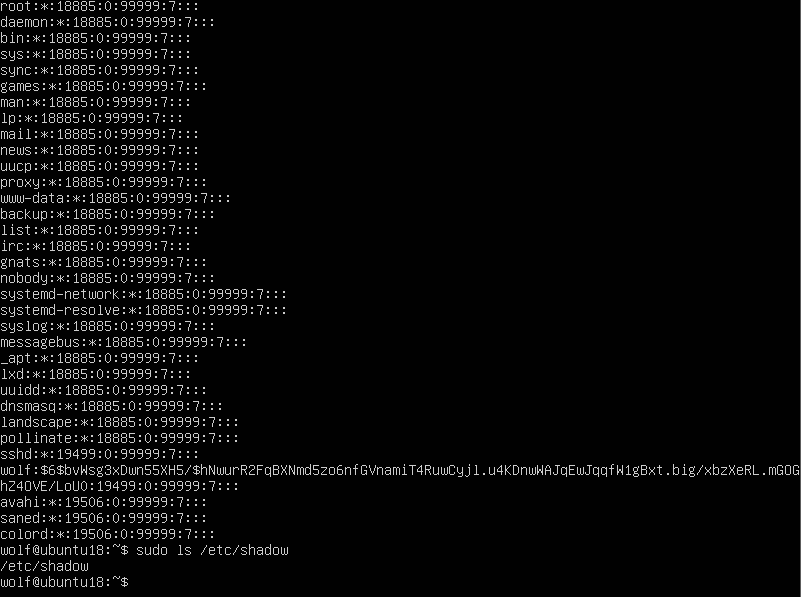 root:*:18885:0:99999:7:::
daemon:*:18885:0:99999:7:::
bin:*:18885:0:99999:7:::
sys:*:18885:0:99999:7:::
sync:*:18885:0:99999:7:::
games:*:18885:0:99999:7:::
man:*:18885:0:99999:7:::
lp:*:18885:0:99999:7:::
mail:*:18885:0:99999:7:::
news:*:18885:0:99999:7:::
uucp:*:18885:0:99999:7:::
proxy:*:18885:0:99999:7:::
www-data:*:18885:0:99999:7:::
backup:*:18885:0:99999:7:::
list:*:18885:0:99999:7:::
irc:*:18885:0:99999:7:::
gnats:*:18885:0:99999:7:::
nobody:*:18885:0:99999:7:::
systemd-network:*:18885:0:99999:7:::
systemd-resolve:*:18885:0:99999:7:::
syslog:*:18885:0:99999:7:::
messagebus:*:18885:0:99999:7:::
_apt:*:18885:0:99999:7:::
lxd:*:18885:0:99999:7:::
uuidd:*:18885:0:99999:7:::
dnsmasq:*:18885:0:99999:7:::
landscape:*:18885:0:99999:7:::
pollinate:*:18885:0:99999:7:::
sshd:*:19499:0:99999:7:::
wolf:$6$bvWsg3xDwn55XH5/$hNwurR2FqBXNmd5zo6nfGVnamiT4RuwCyjl.u4KDnwWAJqEwJqqfW1gBxt.big/xbzXeRL.mGOG
hZ4OVE/LoU0:19499:0:99999:7:::
avahi:*:19506:0:99999:7:::
saned:*:19506:0:99999:7:::
colord:*:19506:0:99999:7:::
wolf@ubuntu18:~$ sudo ls /etc/shadow
/etc/shadow
wolf@ubuntu18:~$